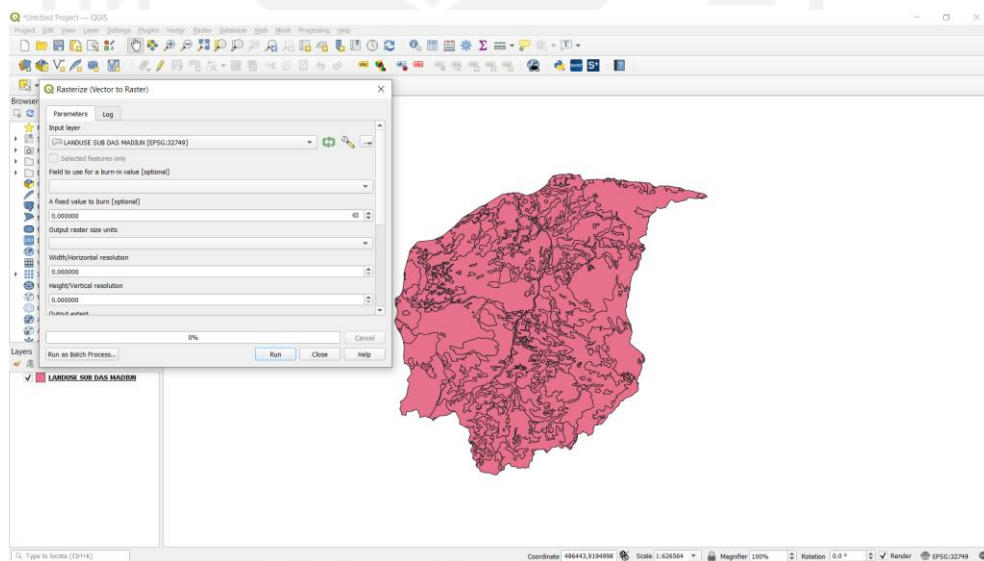 *Untitled Project — QGIS
Project Edit View Layer Settings Plugins Vector Raster Database Web Mesh Processing Help
Rasterize (Vector to Raster)
Browser
Parameters Log
Input layer
LANDUSE SUB DAS MADIUN [EPSG:32749]
Selected features only
Field to use for a burn-in value [optional]
A fixed value to burn [optional]
0.000000
Output raster size units
Width/Horizontal resolution
0.000000
Height/Vertical resolution
0.000000
Output extent
0% Cancel
Layers
Run as Batch Process... Run Close Help
LANDUSE SUB DAS MADIUN
Type to locate (Ctrl+K) Coordinate 486443,9194998 Scale 1:626564 Magnifier 100% Rotation 0.0 ° Render EPSG:32749